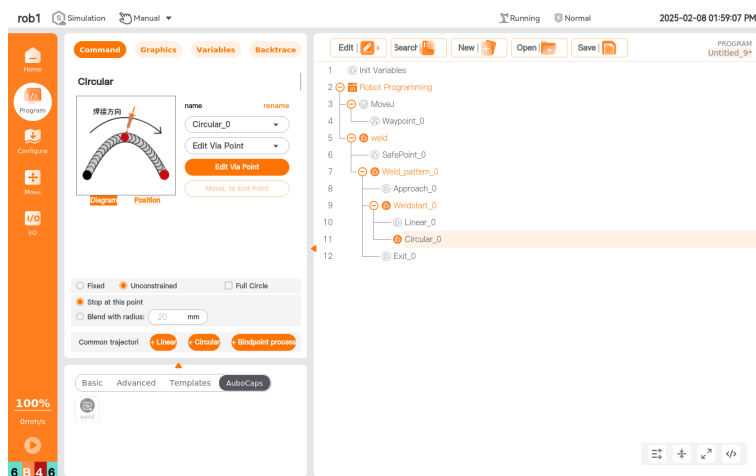 rob1 Simulation Manual Running Normal 2025-02-08 01:59:07 PM
Home
Program
Configure
Move
I/O
I/O
100%
0mm/s
6 B 4 6
Command Graphics Variables Backtrace
Circular
焊接方向
Diagram Position
name rename
Circular_0
Edit Via Point
Edit Via Point
MoveL to End Point
Fixed Unconstrained Full Circle
Stop at this point
Blend with radius: 20 mm
Common trajectori + Linear + Circular + Bindpoint process
Basic Advanced Templates AuboCaps
weld
Edit Search New Open Save
PROGRAM
Untitled_9*
1 Init Variables
2 Robot Programming
3 MoveJ
4 Waypoint_0
5 weld
6 SafePoint_0
7 Weld_pattern_0
8 Approach_0
9 Weldstart_0
10 Linear_0
11 Circular_0
12 Exit_0